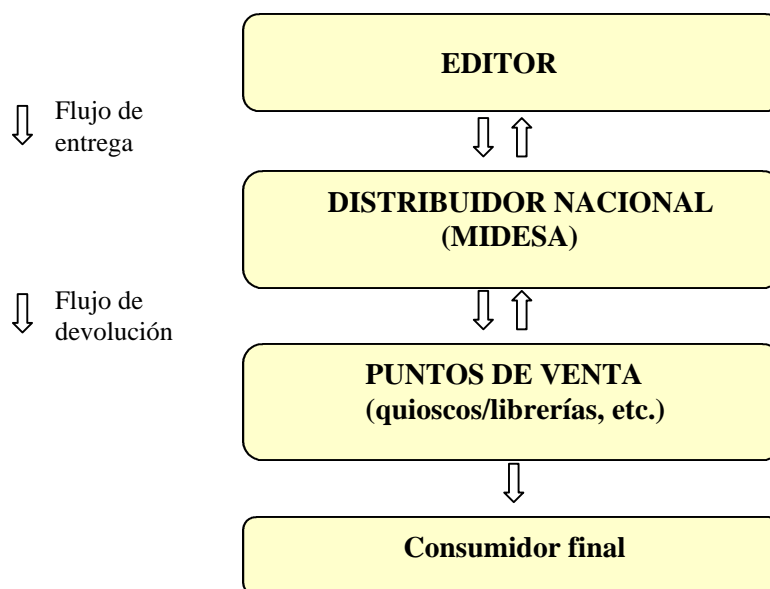 EDITOR
Flujo de
entrega
DISTRIBUIDOR NACIONAL
(MIDESA)
Flujo de
devolución
PUNTOS DE VENTA
(quioscos/librerías, etc.)
Consumidor final